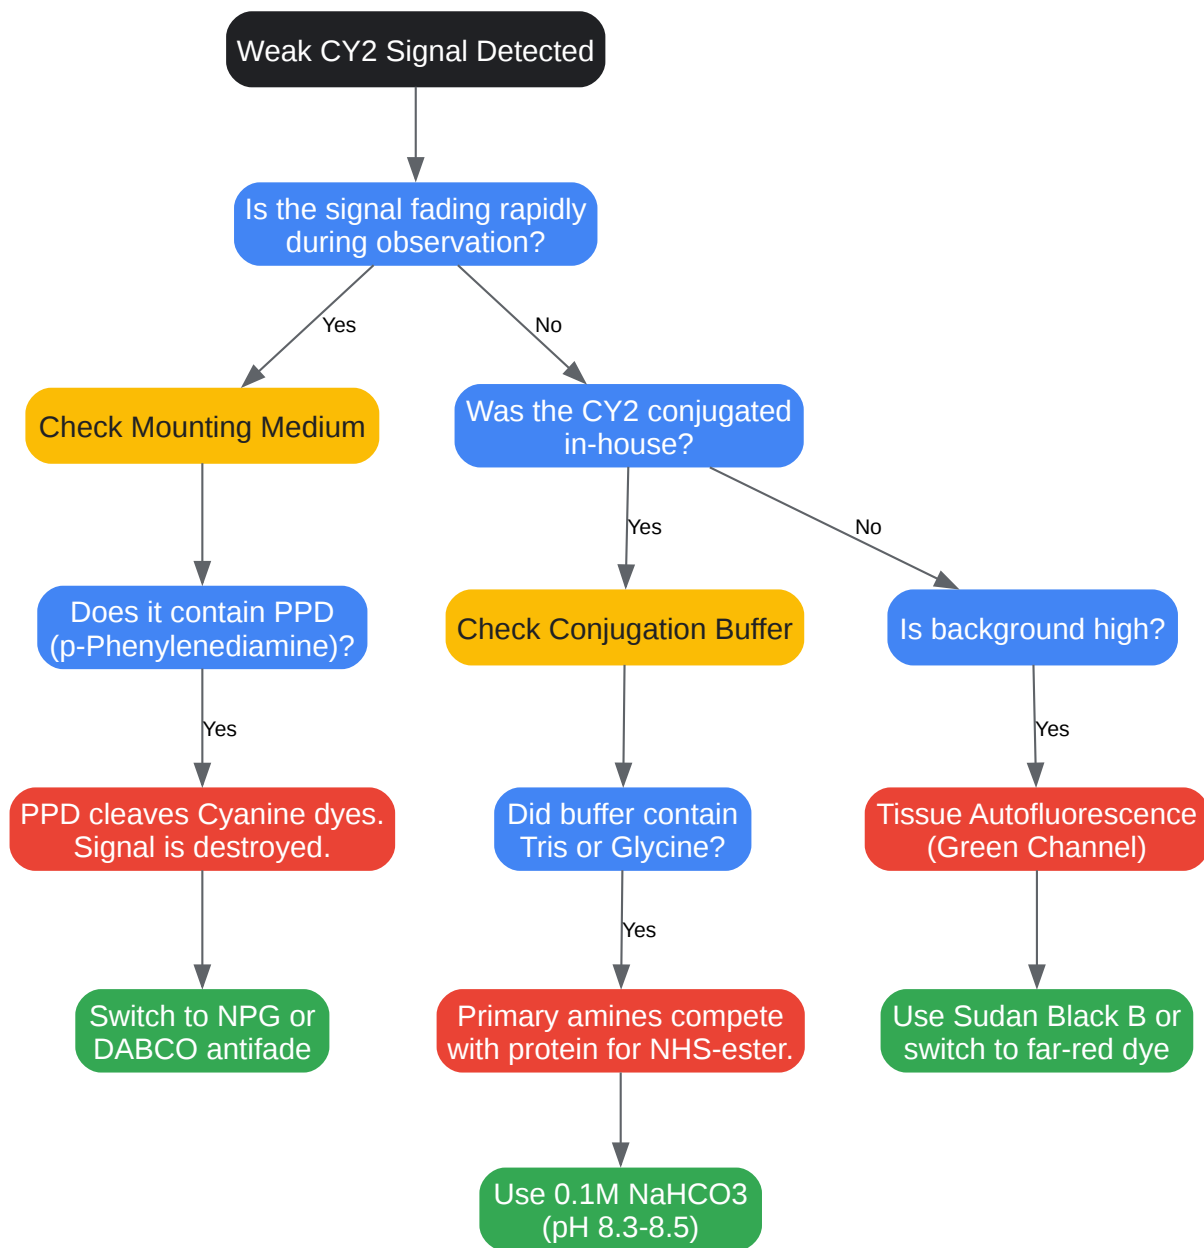 Weak CY2 Signal Detected
Is the signal fading rapidly
during observation?
Yes
No
Check Mounting Medium
Was the CY2 conjugated
in-house?
Yes
No
Does it contain PPD
(p-Phenylenediamine)?
Check Conjugation Buffer
Is background high?
Yes
Yes
PPD cleaves Cyanine dyes.
Signal is destroyed.
Did buffer contain
Tris or Glycine?
Tissue Autofluorescence
(Green Channel)
Yes
Switch to NPG or
DABCO antifade
Primary amines compete
with protein for NHS-ester.
Use Sudan Black B or
switch to far-red dye
Use 0.1M NaHCO3
(pH 8.3-8.5)